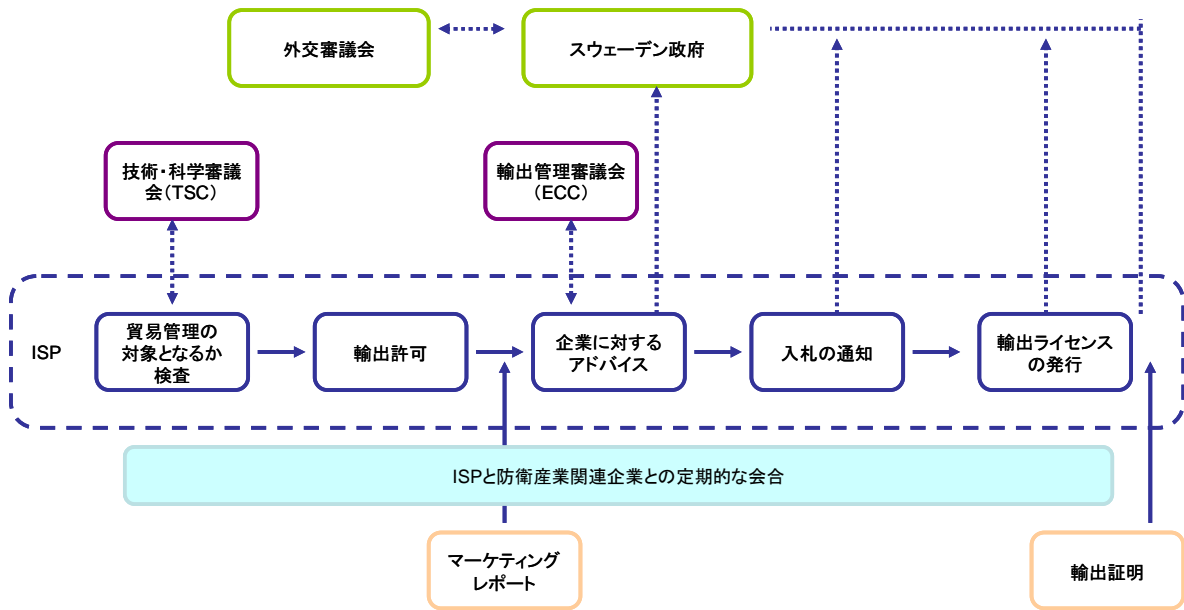 外交審議会
スウェーデン政府
技術・科学審議
会(TSC)
輸出管理審議会
(ECC)
ISP
貿易管理の
対象となるか
検査
輸出許可
企業に対する
アドバイス
入札の通知
輸出ライセンス
の発行
ISPと防衛産業関連企業との定期的な会合
マーケティング
レポート
輸出証明